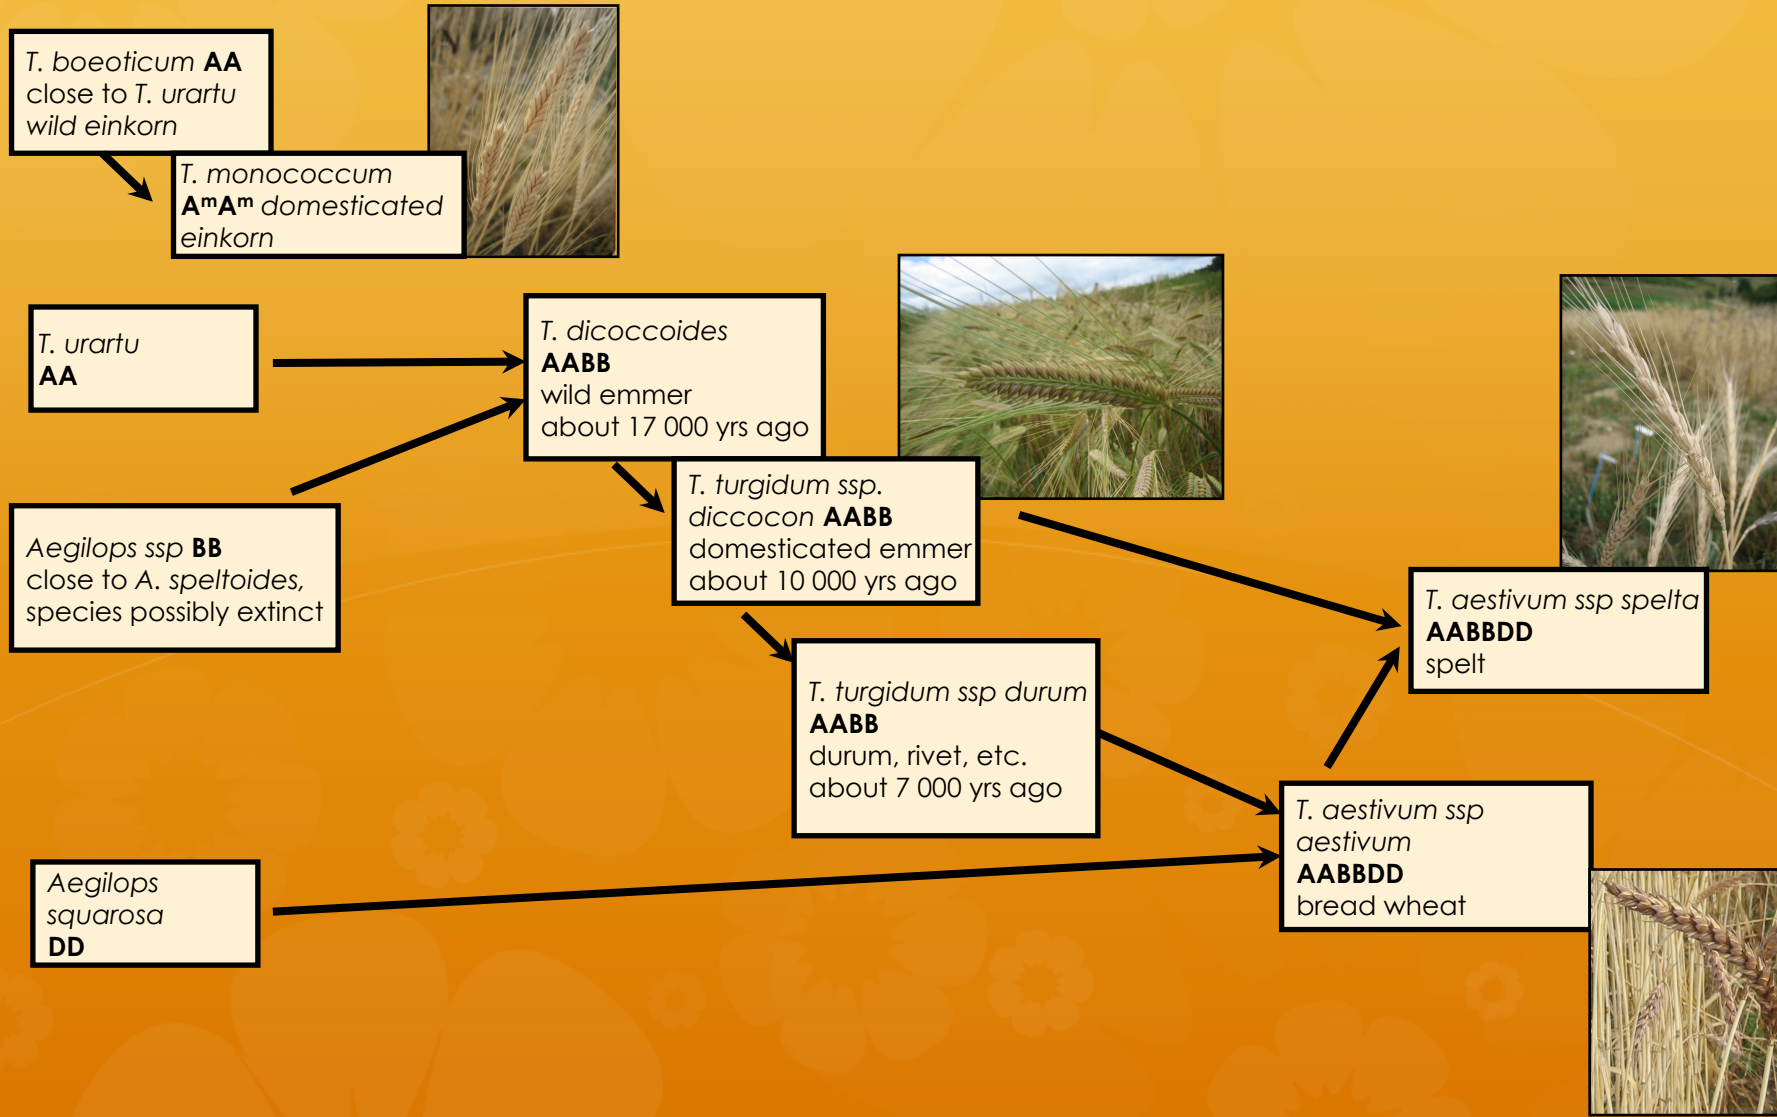 T. boeoticum AA
close to T. urartu
wild einkorn
T. monococcum
AᵐAᵐ domesticated
einkorn
T. urartu
AA
T. dicoccoides
AABB
wild emmer
about 17 000 yrs ago
Aegilops ssp BB
close to A. speltoides,
species possibly extinct
T. turgidum ssp.
diccocon AABB
domesticated emmer
about 10 000 yrs ago
T. aestivum ssp spelta
AABBDD
spelt
T. turgidum ssp durum
AABB
durum, rivet, etc.
about 7 000 yrs ago
T. aestivum ssp
aestivum
AABBDD
bread wheat
Aegilops
squarosa
DD